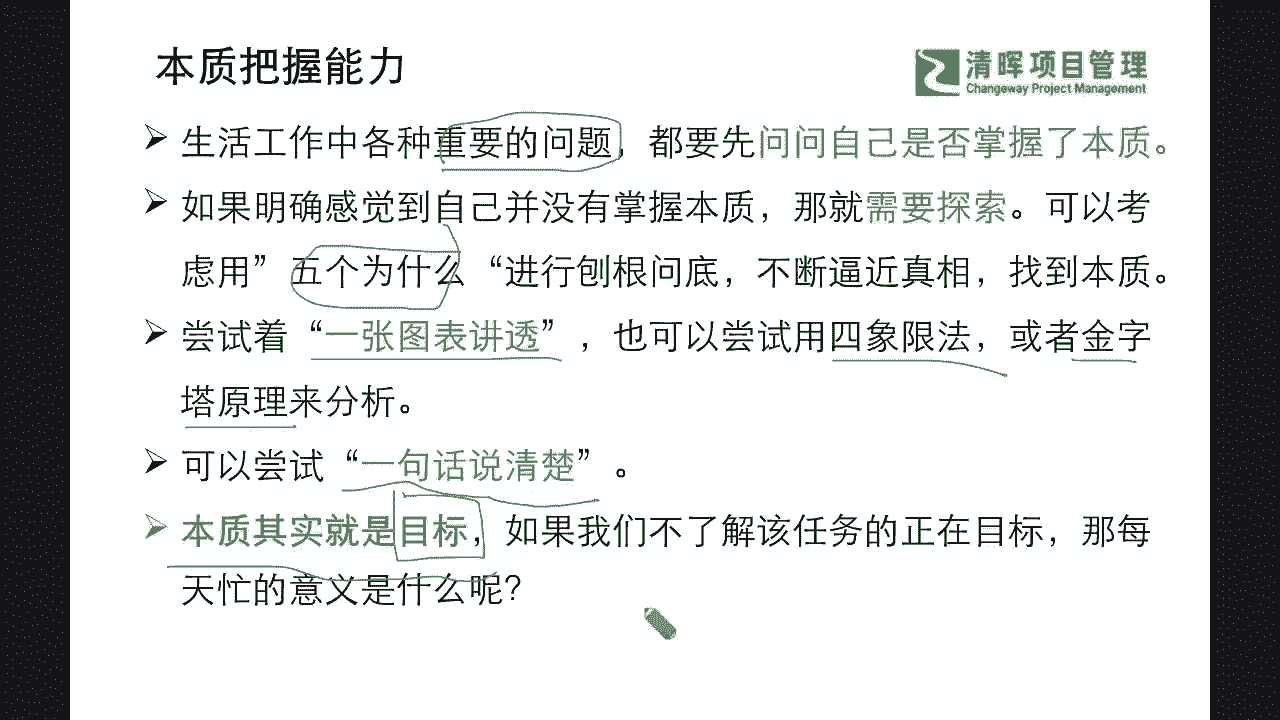 本质把握能力
清晖项目管理
Changeway Project Management
➢ 生活工作中各种重要的问题，都要先问问自己是否掌握了本质。
➢ 如果明确感觉到自己并没有掌握本质，那就需要探索。可以考
虑用”五个为什么“进行刨根问底，不断逼近真相，找到本质。
➢ 尝试着“一张图表讲透”，也可以尝试用四象限法，或者金字
塔原理来分析。
➢ 可以尝试“一句话说清楚”。
➢ 本质其实就是目标，如果我们不了解该任务的正在目标，那每
天忙的意义是什么呢？